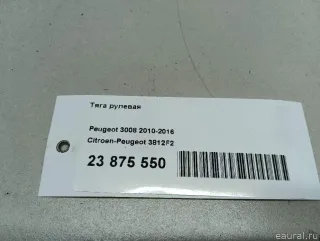 Тяга рулевая
Peugeot 3008 2010-2016
Citroen-Peugeot 3812F2
23 875 550
eaural.ru